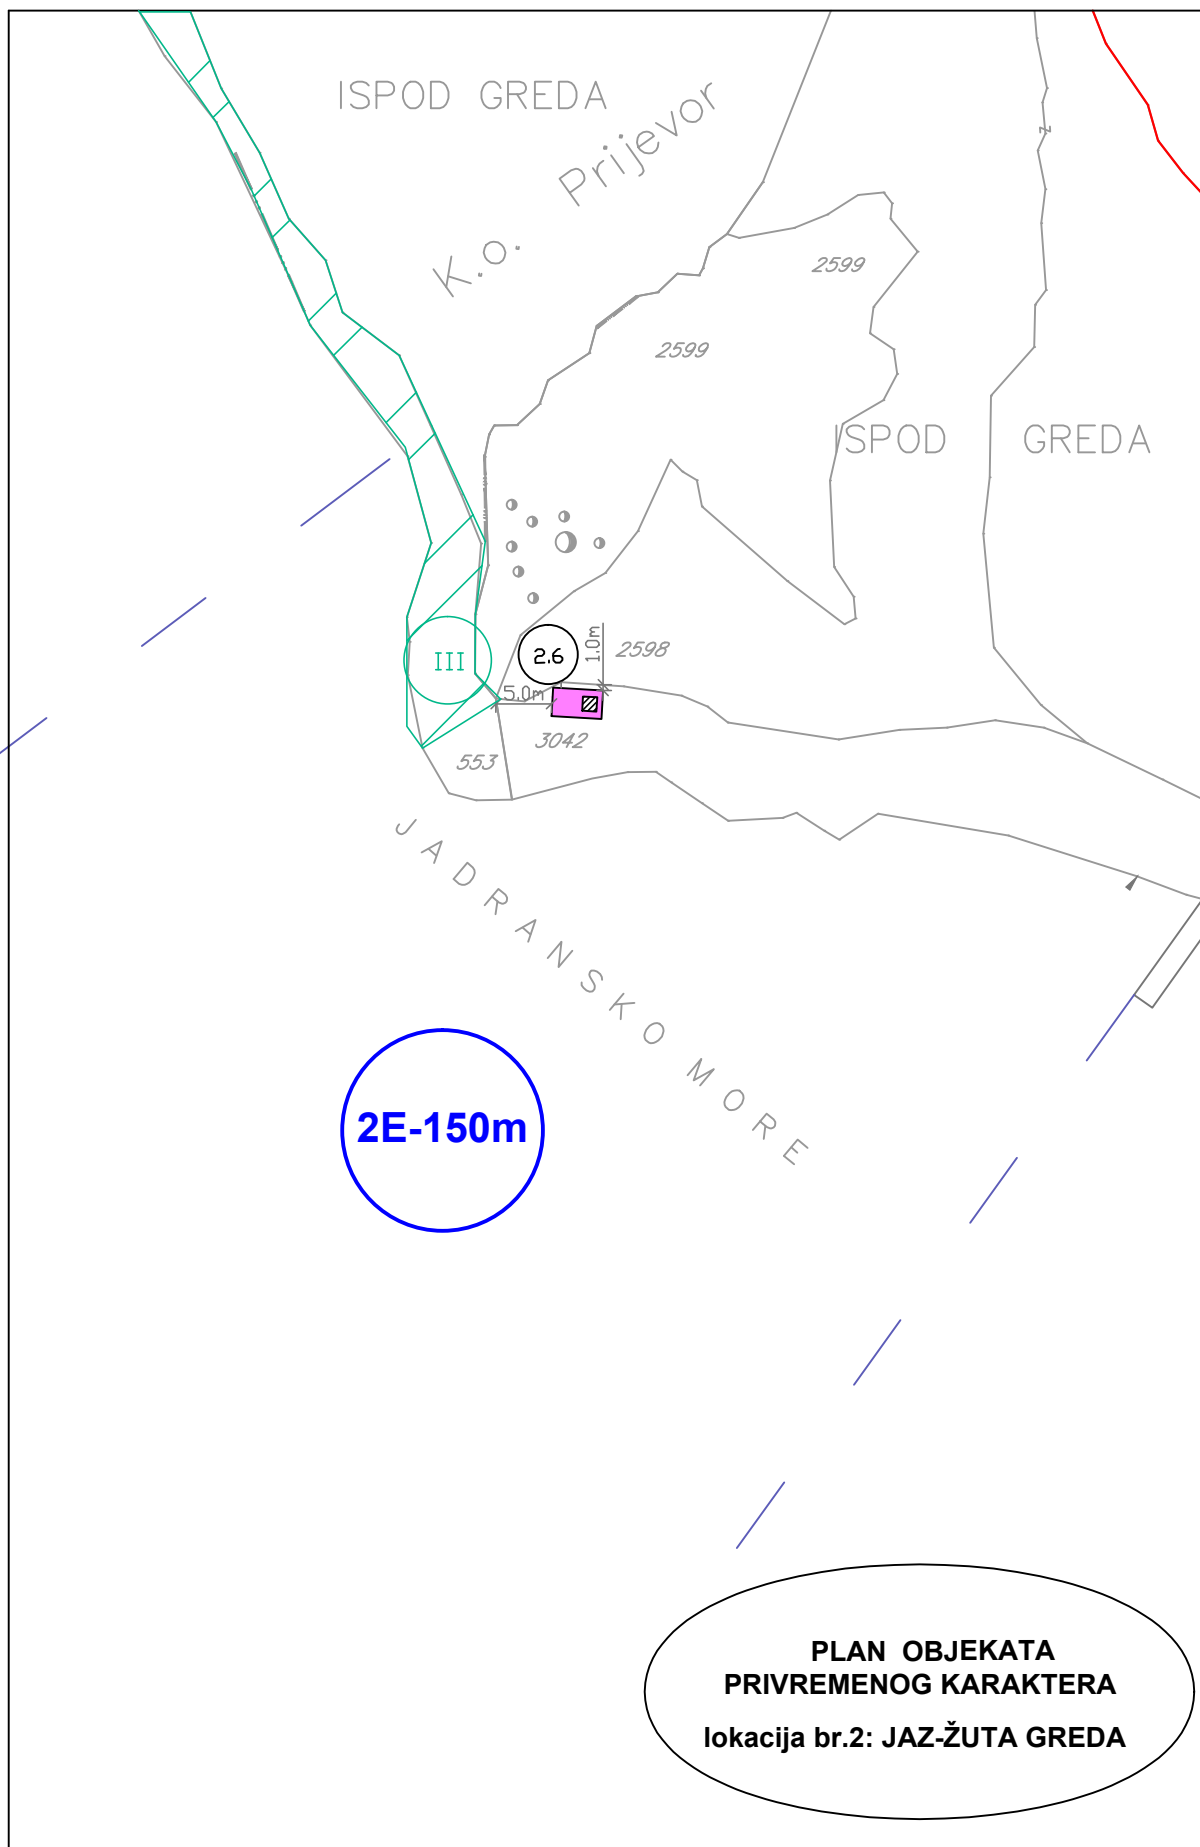 ISPOD GREDA
K.o. Prijevor
2599
2599
ISPOD GREDA
III
2.6
1.0m
2598
5.0m
3042
553
JADRANSKO MORE
2E-150m
PLAN OBJEKATA
PRIVREMENOG KARAKTERA
lokacija br.2: JAZ-ŽUTA GREDA